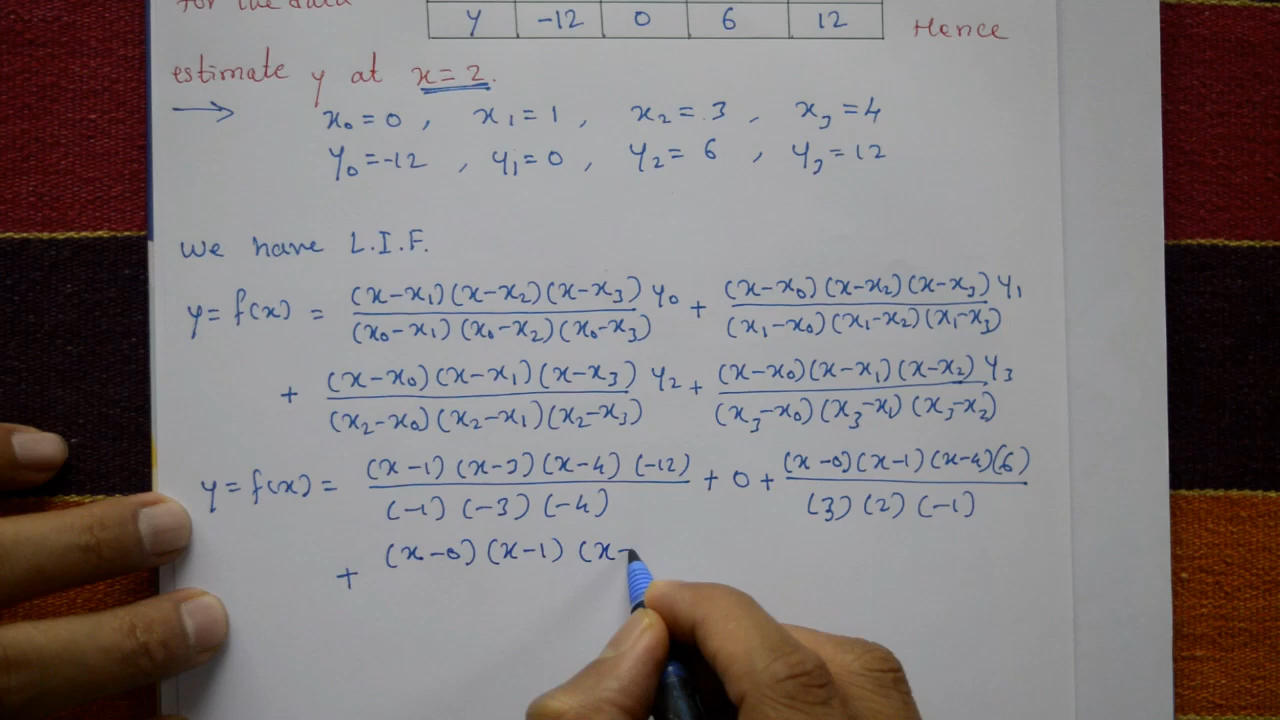 for the data
y -12 0 6 12 Hence
estimate y at x=2.
→ x₀=0, x₁=1, x₂=3, x₃=4
y₀=-12, y₁=0, y₂=6, y₃=12
We have L.I.F.
y=f(x) = (x-x₁)(x-x₂)(x-x₃)/(x₀-x₁)(x₀-x₂)(x₀-x₃) y₀ + (x-x₀)(x-x₂)(x-x₃)/(x₁-x₀)(x₁-x₂)(x₁-x₃) y₁
+ (x-x₀)(x-x₁)(x-x₃)/(x₂-x₀)(x₂-x₁)(x₂-x₃) y₂ + (x-x₀)(x-x₁)(x-x₂)/(x₃-x₀)(x₃-x₁)(x₃-x₂) y₃
y=f(x) = (x-1)(x-3)(x-4)(-12)/(-1)(-3)(-4) + 0 + (x-0)(x-1)(x-4)(6)/(3)(2)(-1)
+ (x-0)(x-1)(x-